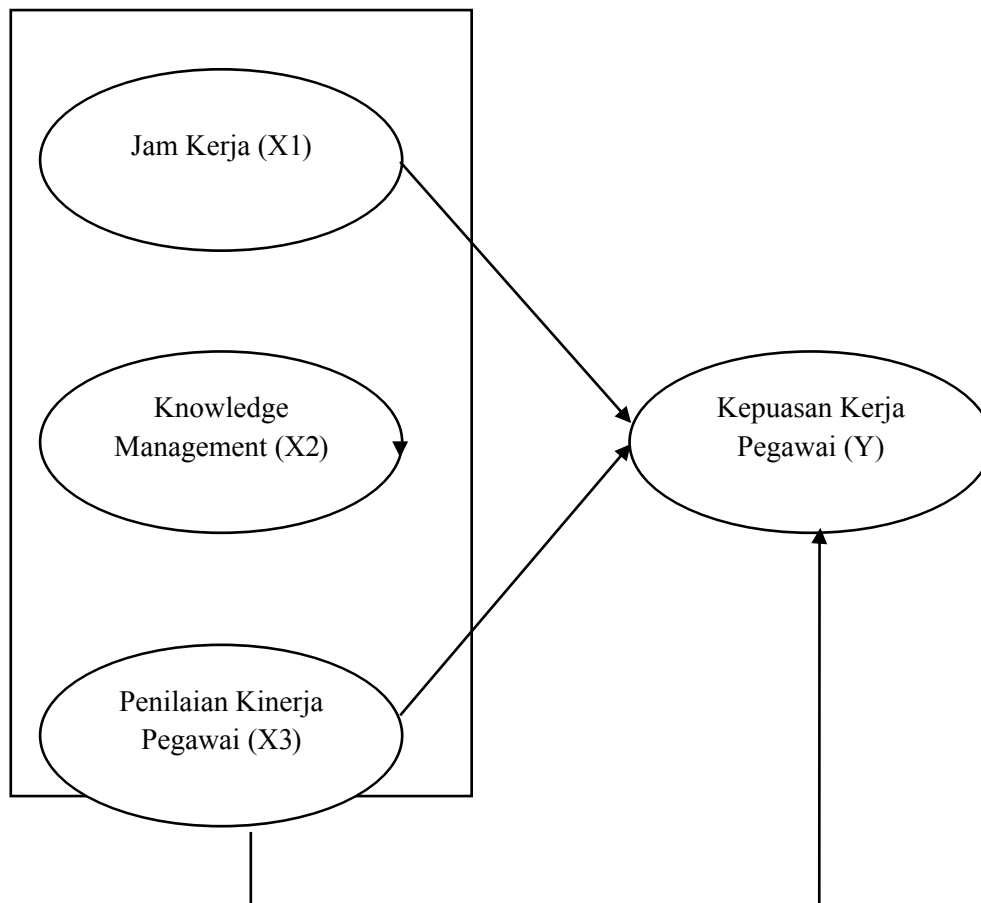 Jam Kerja (X1)
Knowledge
Management (X2)
Kepuasan Kerja
Pegawai (Y)
Penilaian Kinerja
Pegawai (X3)